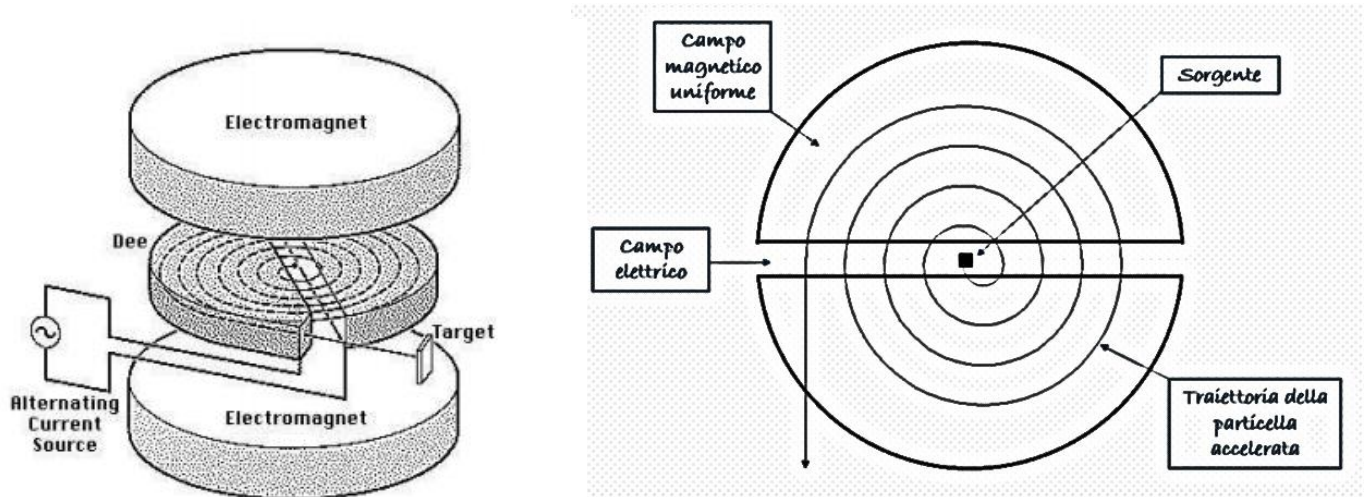 Electromagnet
Dee
Target
Alternating
Current
Source
Electromagnet
Campo
magnetico
uniforme
Sorgente
Campo
elettrico
Traiettoria della
particella
accelerata